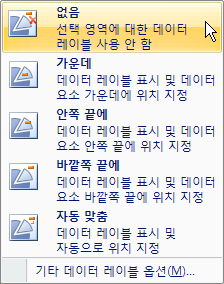 없음
선택 영역에 대한 데이터
레이블 사용 안 함
가운데
데이터 레이블 표시 및 데이터
요소 가운데에 위치 지정
안쪽 끝에
데이터 레이블 표시 및 데이터
요소 안쪽 끝에 위치 지정
바깥쪽 끝에
데이터 레이블 표시 및 데이터
요소 바깥쪽 끝에 위치 지정
자동 맞춤
데이터 레이블 표시 및
자동으로 위치 지정
기타 데이터 레이블 옵션(M)...